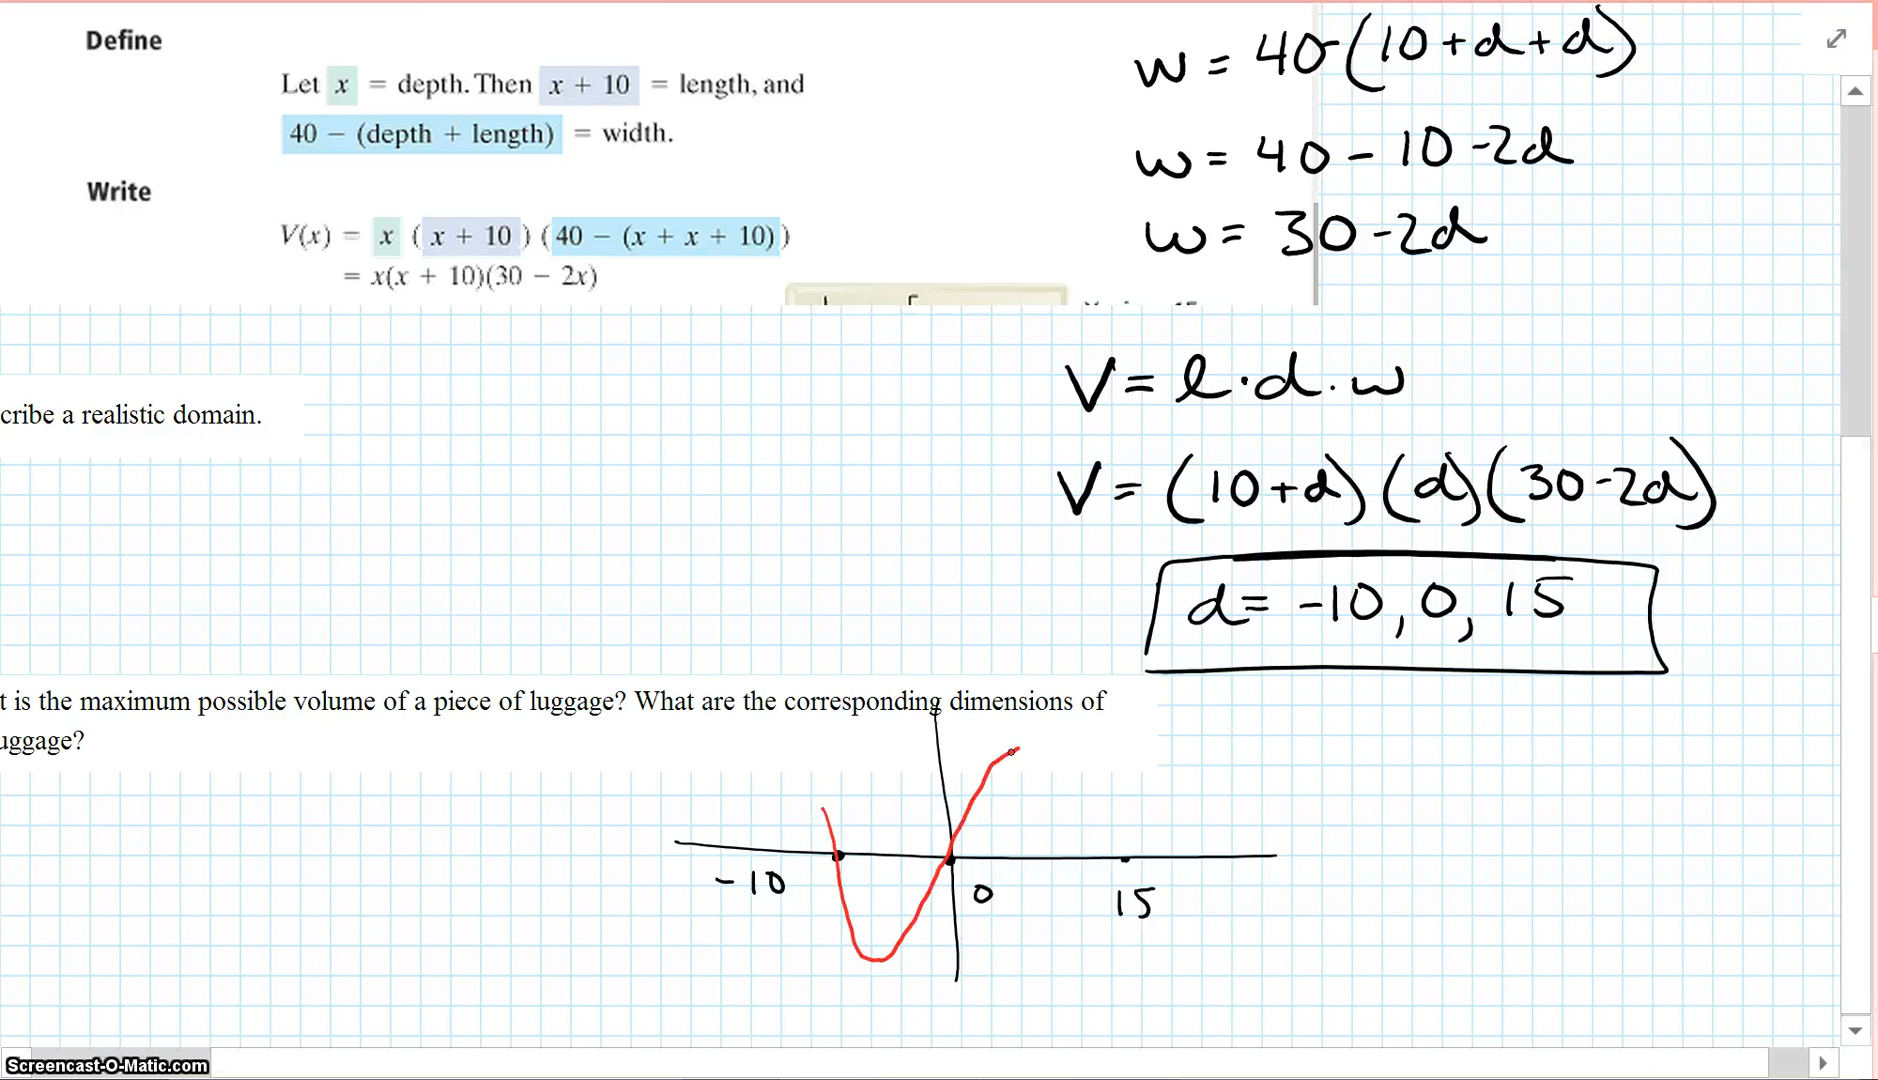 Define
Let x = depth. Then x + 10 = length, and
40 − (depth + length) = width.
Write
V(x) = x (x + 10) (40 − (x + x + 10))
= x(x + 10)(30 − 2x)
w = 40-(10+d+d)
w = 40 - 10 -2d
w = 30 -2d
V = l·d·w
cribe a realistic domain.
V = (10+d)(d)(30-2d)
d = -10, 0, 15
t is the maximum possible volume of a piece of luggage? What are the corresponding dimensions of
uggage?
-10 0 15
Screencast-O-Matic.com